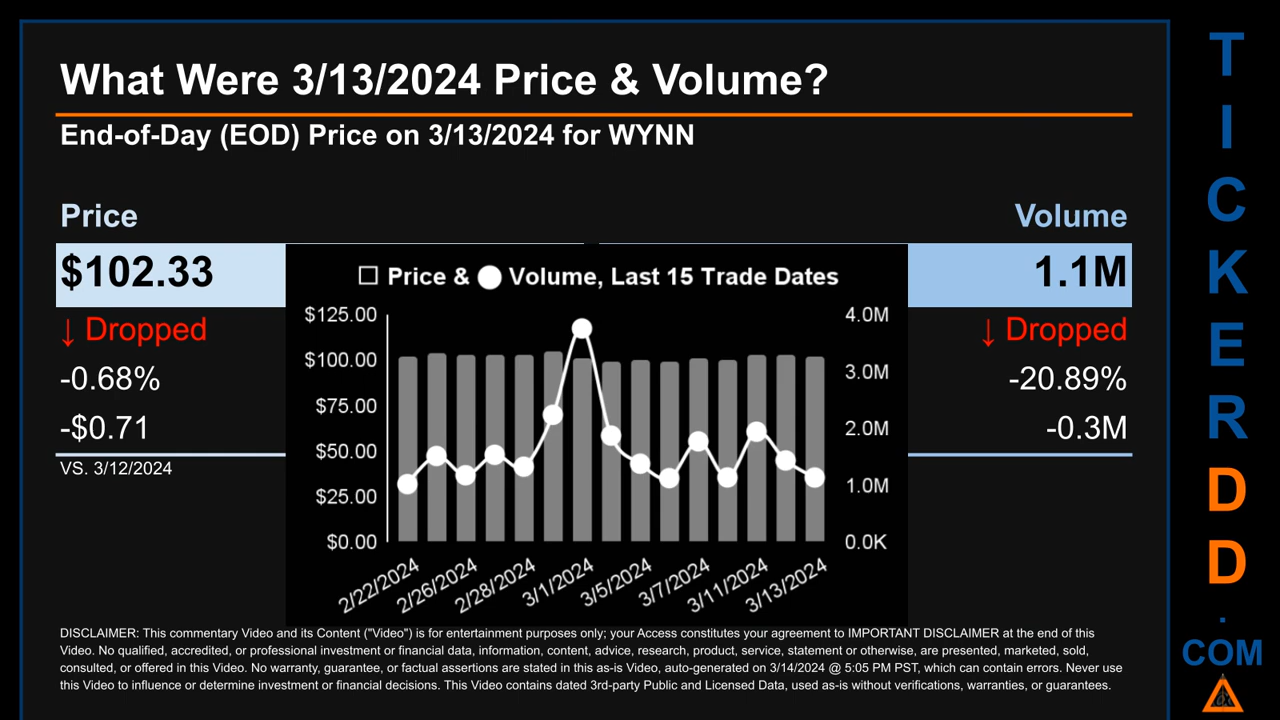 What Were 3/13/2024 Price & Volume?
End-of-Day (EOD) Price on 3/13/2024 for WYNN
Price
Volume
$102.33
1.1M
↓ Dropped
↓ Dropped
-0.68%
-20.89%
-$0.71
-0.3M
VS. 3/12/2024
Price & Volume, Last 15 Trade Dates
$125.00
$100.00
$75.00
$50.00
$25.00
$0.00
4.0M
3.0M
2.0M
1.0M
0.0K
2/22/2024
2/26/2024
2/28/2024
3/1/2024
3/5/2024
3/7/2024
3/11/2024
3/13/2024
DISCLAIMER: This commentary Video and its Content ("Video") is for entertainment purposes only; your Access constitutes your agreement to IMPORTANT DISCLAIMER at the end of this
Video. No qualified, accredited, or professional investment or financial data, information, content, advice, research, product, service, statement or otherwise, are presented, marketed, sold,
consulted, or offered in this Video. No warranty, guarantee, or factual assertions are stated in this as-is Video, auto-generated on 3/14/2024 @ 5:05 PM PST, which can contain errors. Never use
this Video to influence or determine investment or financial decisions. This Video contains dated 3rd-party Public and Licensed Data, used as-is without verifications, warranties, or guarantees.
T
I
C
K
E
R
D
D
.
COM